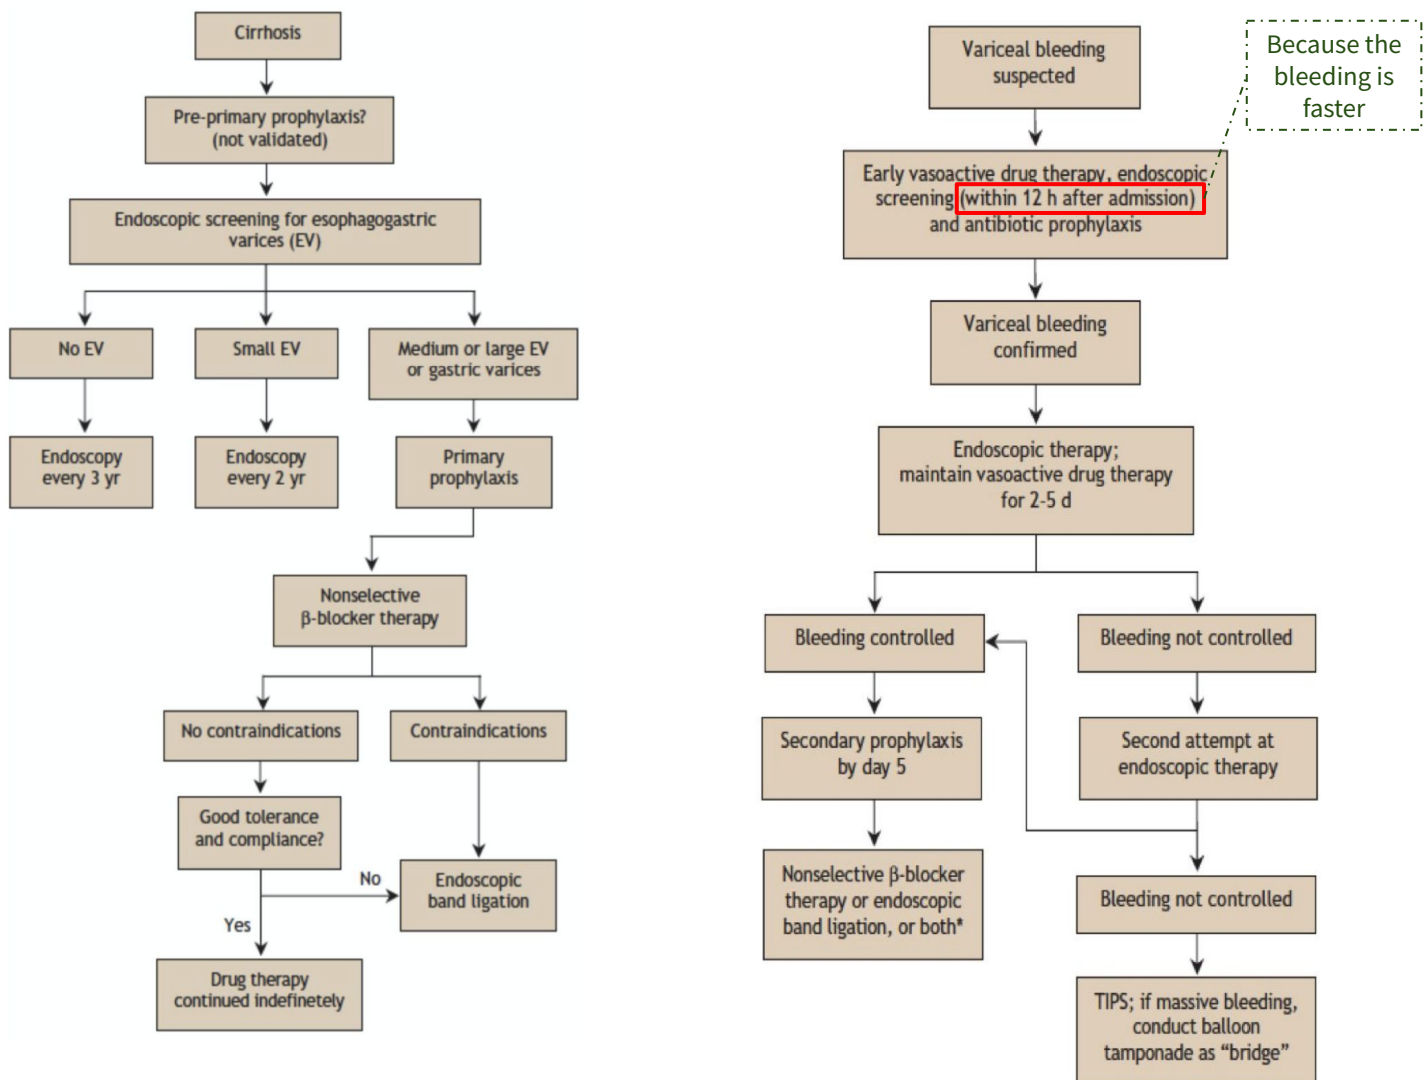 Cirrhosis
Pre-primary prophylaxis?
(not validated)
Endoscopic screening for esophagogastric
varices (EV)
No EV
Small EV
Medium or large EV
or gastric varices
Endoscopy
every 3 yr
Endoscopy
every 2 yr
Primary
prophylaxis
Nonselective
β-blocker therapy
No contraindications
Contraindications
Good tolerance
and compliance?
No
Endoscopic
band ligation
Yes
Drug therapy
continued indefinetely
Variceal bleeding
suspected
Because the
bleeding is
faster
Early vasoactive drug therapy, endoscopic
screening (within 12 h after admission)
and antibiotic prophylaxis
Variceal bleeding
confirmed
Endoscopic therapy;
maintain vasoactive drug therapy
for 2-5 d
Bleeding controlled
Bleeding not controlled
Secondary prophylaxis
by day 5
Second attempt at
endoscopic therapy
Nonselective β-blocker
therapy or endoscopic
band ligation, or both*
Bleeding not controlled
TIPS; if massive bleeding,
conduct balloon
tamponade as “bridge”